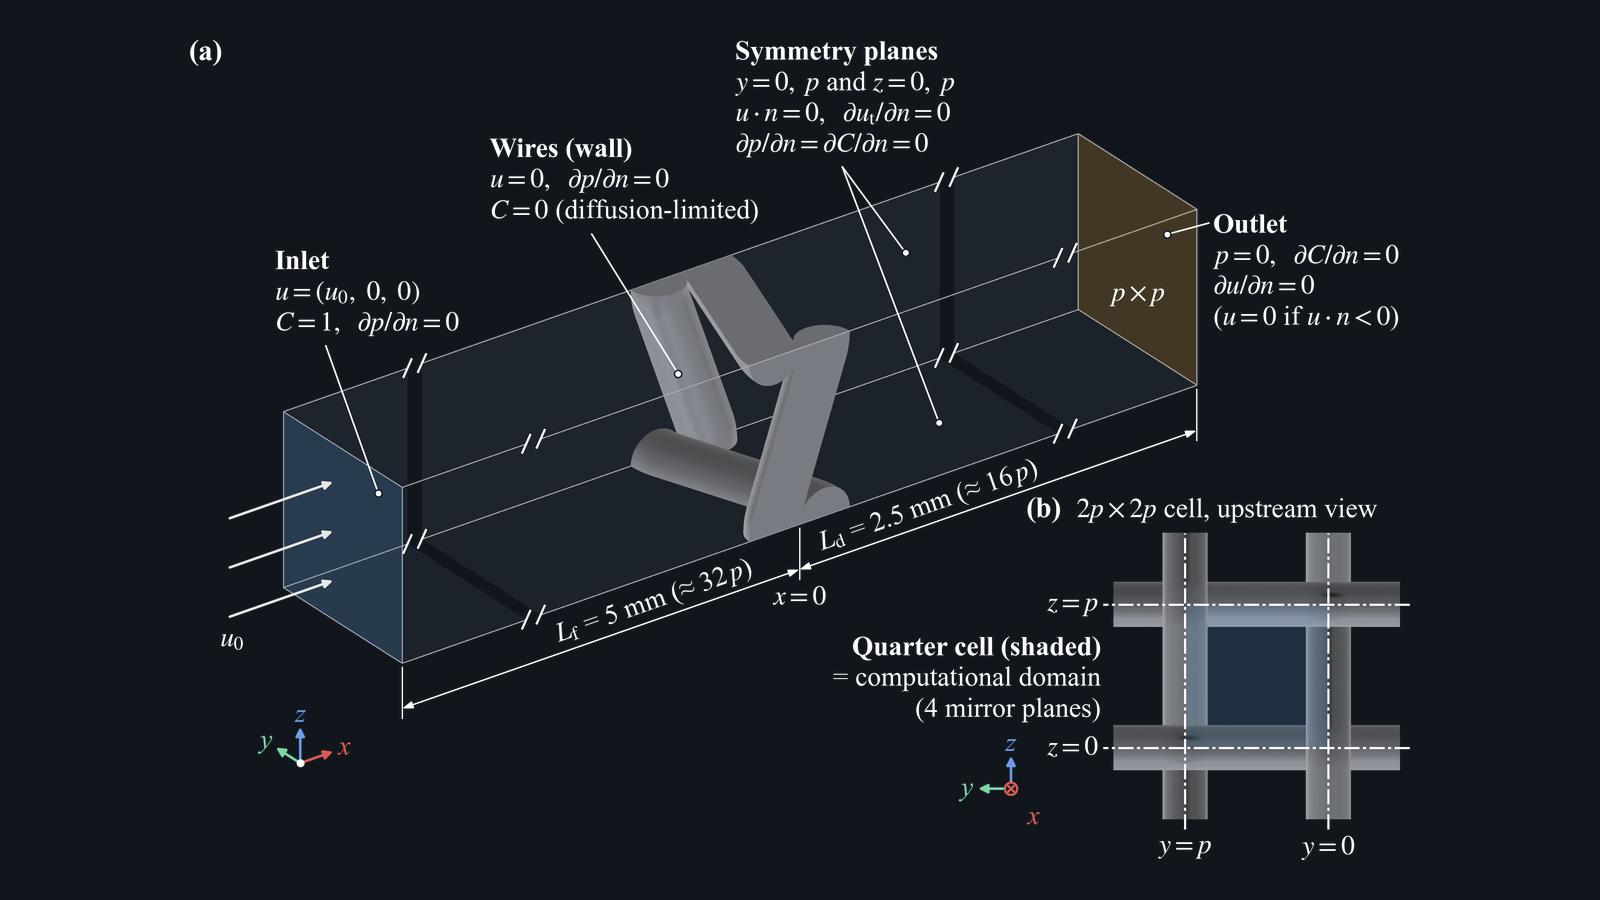 (a)
Symmetry planes
y=0, p and z=0, p
u·n=0, ∂uₜ/∂n=0
∂p/∂n=∂C/∂n=0
Wires (wall)
u=0, ∂p/∂n=0
C=0 (diffusion-limited)
Inlet
u=(u₀, 0, 0)
C=1, ∂p/∂n=0
Outlet
p=0, ∂C/∂n=0
∂u/∂n=0
(u=0 if u·n<0)
p×p
u₀
L_f = 5 mm (≈ 32p)
L_d = 2.5 mm (≈ 16p)
x=0
z
y
x
(b) 2p×2p cell, upstream view
z=p
Quarter cell (shaded)
= computational domain
(4 mirror planes)
z=0
z
y
x
y=p
y=0